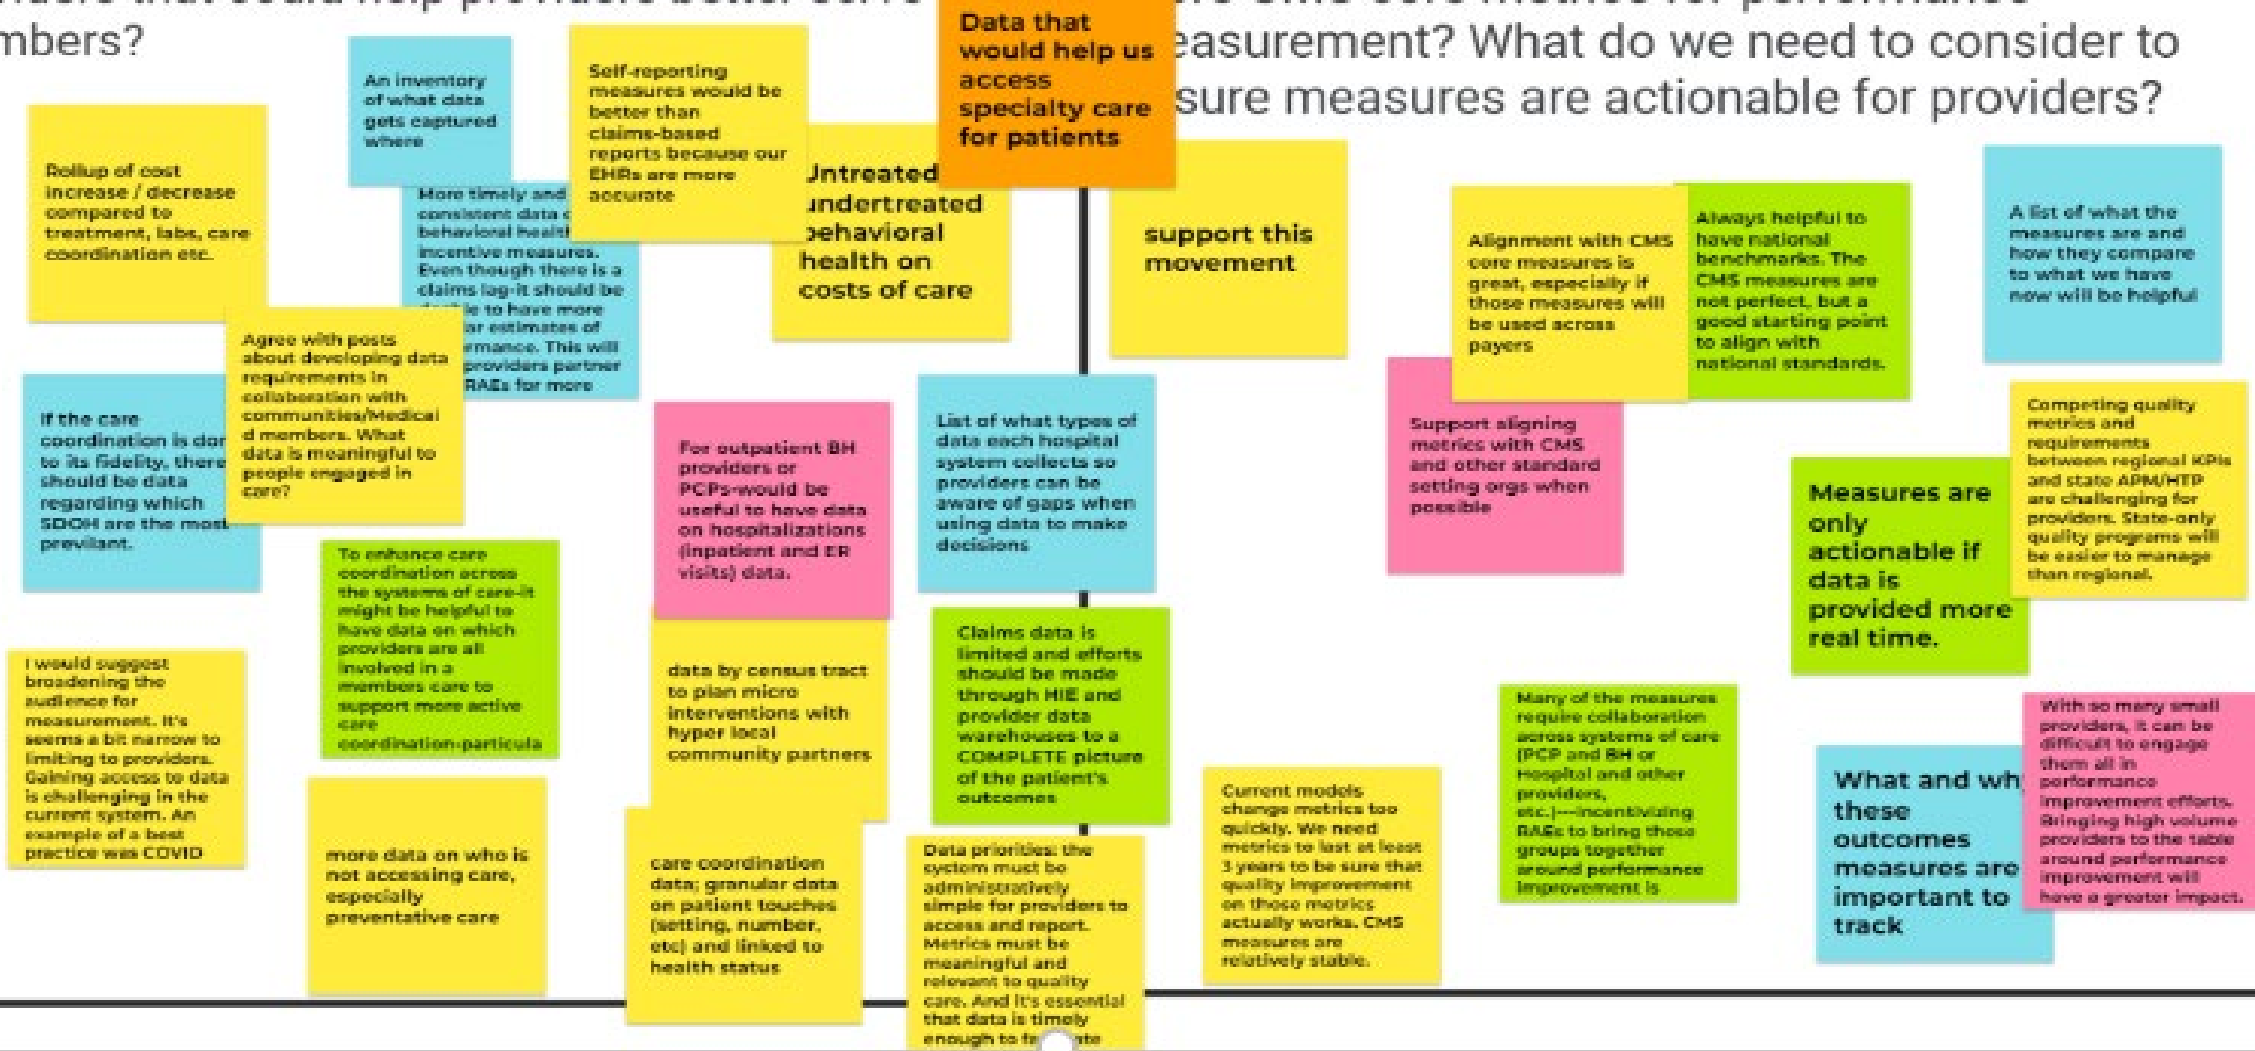 mbers?
easurement? What do we need to consider to
sure measures are actionable for providers?
Rollup of cost
increase / decrease
compared to
treatment, labs, care
coordination etc.
An inventory
of what data
gets captured
where
More timely and
consistent data
behavioral healt
incentive measures.
Even though there is a
claims lag-it should be
to have more
ar estimates of
rmance. This will
providers partner
RAEs for more
Self-reporting
measures would be
better than
claims-based
reports because our
EHRs are more
accurate
Untreated
undertreated
behavioral
health on
costs of care
Data that
would help us
access
specialty care
for patients
support this
movement
If the care
coordination is don
to its fidelity, there
should be data
regarding which
SDOH are the most
previlant.
Agree with posts
about developing data
requirements in
collaboration with
communities/Medicai
d members. What
data is meaningful to
people engaged in
care?
For outpatient BH
providers or
PCPs-would be
useful to have data
on hospitalizations
(inpatient and ER
visits) data.
List of what types of
data each hospital
system collects so
providers can be
aware of gaps when
using data to make
decisions
I would suggest
broadening the
audience for
measurement. It's
seems a bit narrow to
limiting to providers.
Gaining access to data
is challenging in the
current system. An
example of a best
practice was COVID
To enhance care
coordination across
the systems of care-it
might be helpful to
have data on which
providers are all
involved in a
members care to
support more active
care
coordination-particula
data by census tract
to plan micro
interventions with
hyper local
community partners
Claims data is
limited and efforts
should be made
through HIE and
provider data
warehouses to a
COMPLETE picture
of the patient's
outcomes
more data on who is
not accessing care,
especially
preventative care
care coordination
data; granular data
on patient touches
(setting, number,
etc) and linked to
health status
Data priorities: the
system must be
administratively
simple for providers to
access and report.
Metrics must be
meaningful and
relevant to quality
care. And it's essential
that data is timely
enough to
Alignment with CMS
core measures is
great, especially if
those measures will
be used across
payers
Always helpful to
have national
benchmarks. The
CMS measures are
not perfect, but a
good starting point
to align with
national standards.
A list of what the
measures are and
how they compare
to what we have
now will be helpful
Support aligning
metrics with CMS
and other standard
setting orgs when
possible
Measures are
only
actionable if
data is
provided more
real time.
Competing quality
metrics and
requirements
between regional KPIs
and state APM/HTP
are challenging for
providers. State-only
quality programs will
be easier to manage
than regional.
Current models
change metrics too
quickly. We need
metrics to last at least
3 years to be sure that
quality improvement
on those metrics
actually works. CMS
measures are
relatively stable.
Many of the measures
require collaboration
across systems of care
(PCP and BH or
Hospital and other
providers,
etc.)---incentivizing
RAEs to bring those
groups together
around performance
improvement is
What and why
these
outcomes
measures are
important to
track
With so many small
providers, it can be
difficult to engage
them all in
performance
improvement efforts.
Bringing high volume
providers to the table
around performance
improvement will
have a greater impact.